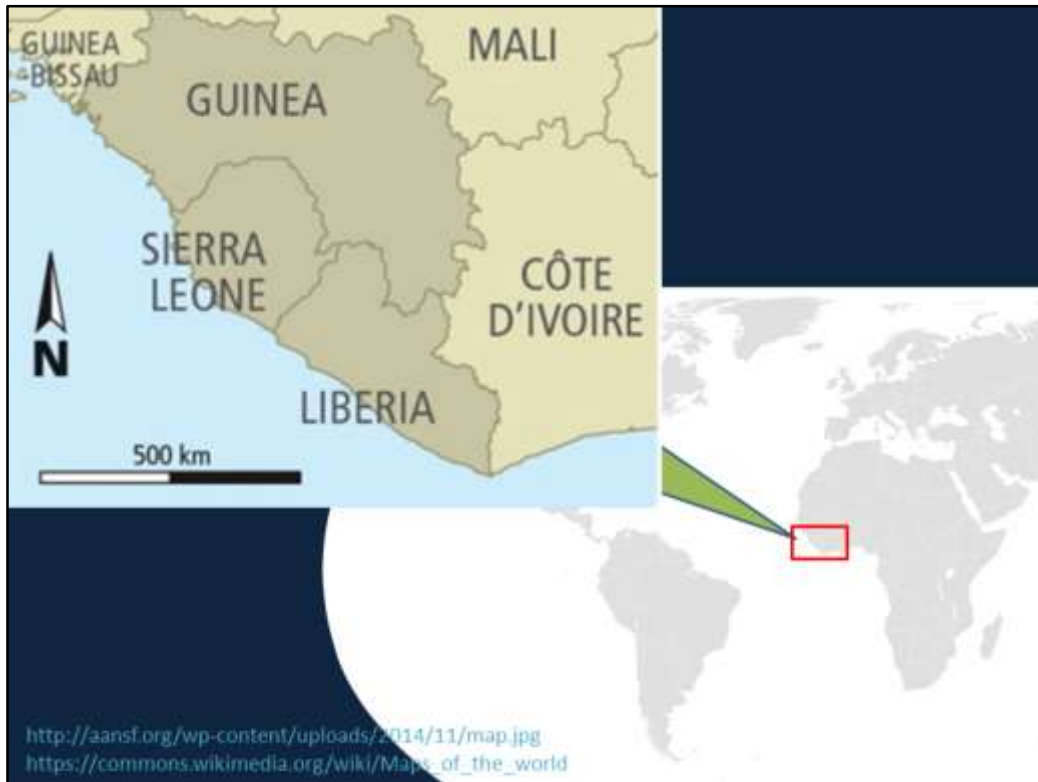 GUINEA
-BISSAU
MALI
GUINEA
SIERRA
LEONE
CÔTE
D'IVOIRE
N
LIBERIA
500 km
http://aansf.org/wp-content/uploads/2014/11/map.jpg
https://commons.wikimedia.org/wiki/Maps_of_the_world